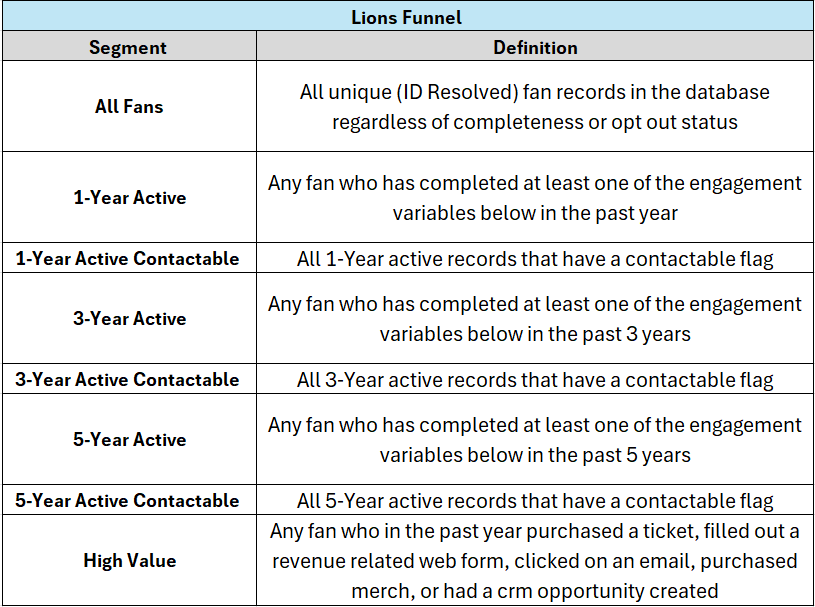 Lions Funnel
Segment
Definition
All Fans
All unique (ID Resolved) fan records in the database
regardless of completeness or opt out status
1-Year Active
Any fan who has completed at least one of the engagement
variables below in the past year
1-Year Active Contactable
All 1-Year active records that have a contactable flag
3-Year Active
Any fan who has completed at least one of the engagement
variables below in the past 3 years
3-Year Active Contactable
All 3-Year active records that have a contactable flag
5-Year Active
Any fan who has completed at least one of the engagement
variables below in the past 5 years
5-Year Active Contactable
All 5-Year active records that have a contactable flag
High Value
Any fan who in the past year purchased a ticket, filled out a
revenue related web form, clicked on an email, purchased
merch, or had a crm opportunity created